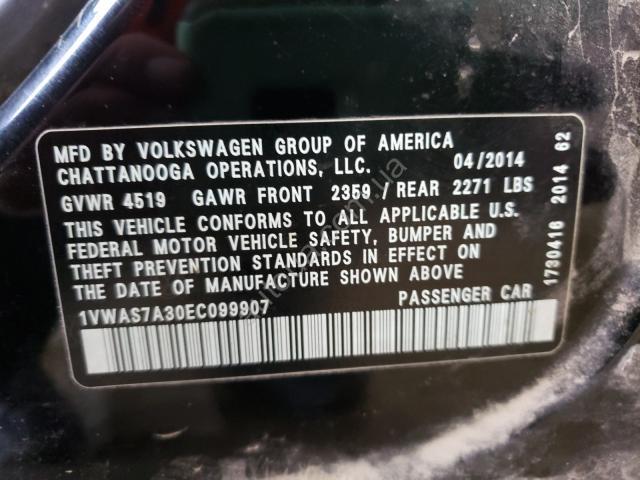 MFD BY VOLKSWAGEN GROUP OF AMERICA
CHATTANOOGA OPERATIONS, LLC. 04/2014
GVWR 4519 GAWR FRONT 2359 / REAR 2271 LBS
THIS VEHICLE CONFORMS TO ALL APPLICABLE U.S.
FEDERAL MOTOR VEHICLE SAFETY, BUMPER AND
THEFT PREVENTION STANDARDS IN EFFECT ON
THE DATE OF MANUFACTURE SHOWN ABOVE
1VWAS7A30EC099907 PASSENGER CAR
1730416 2014 62